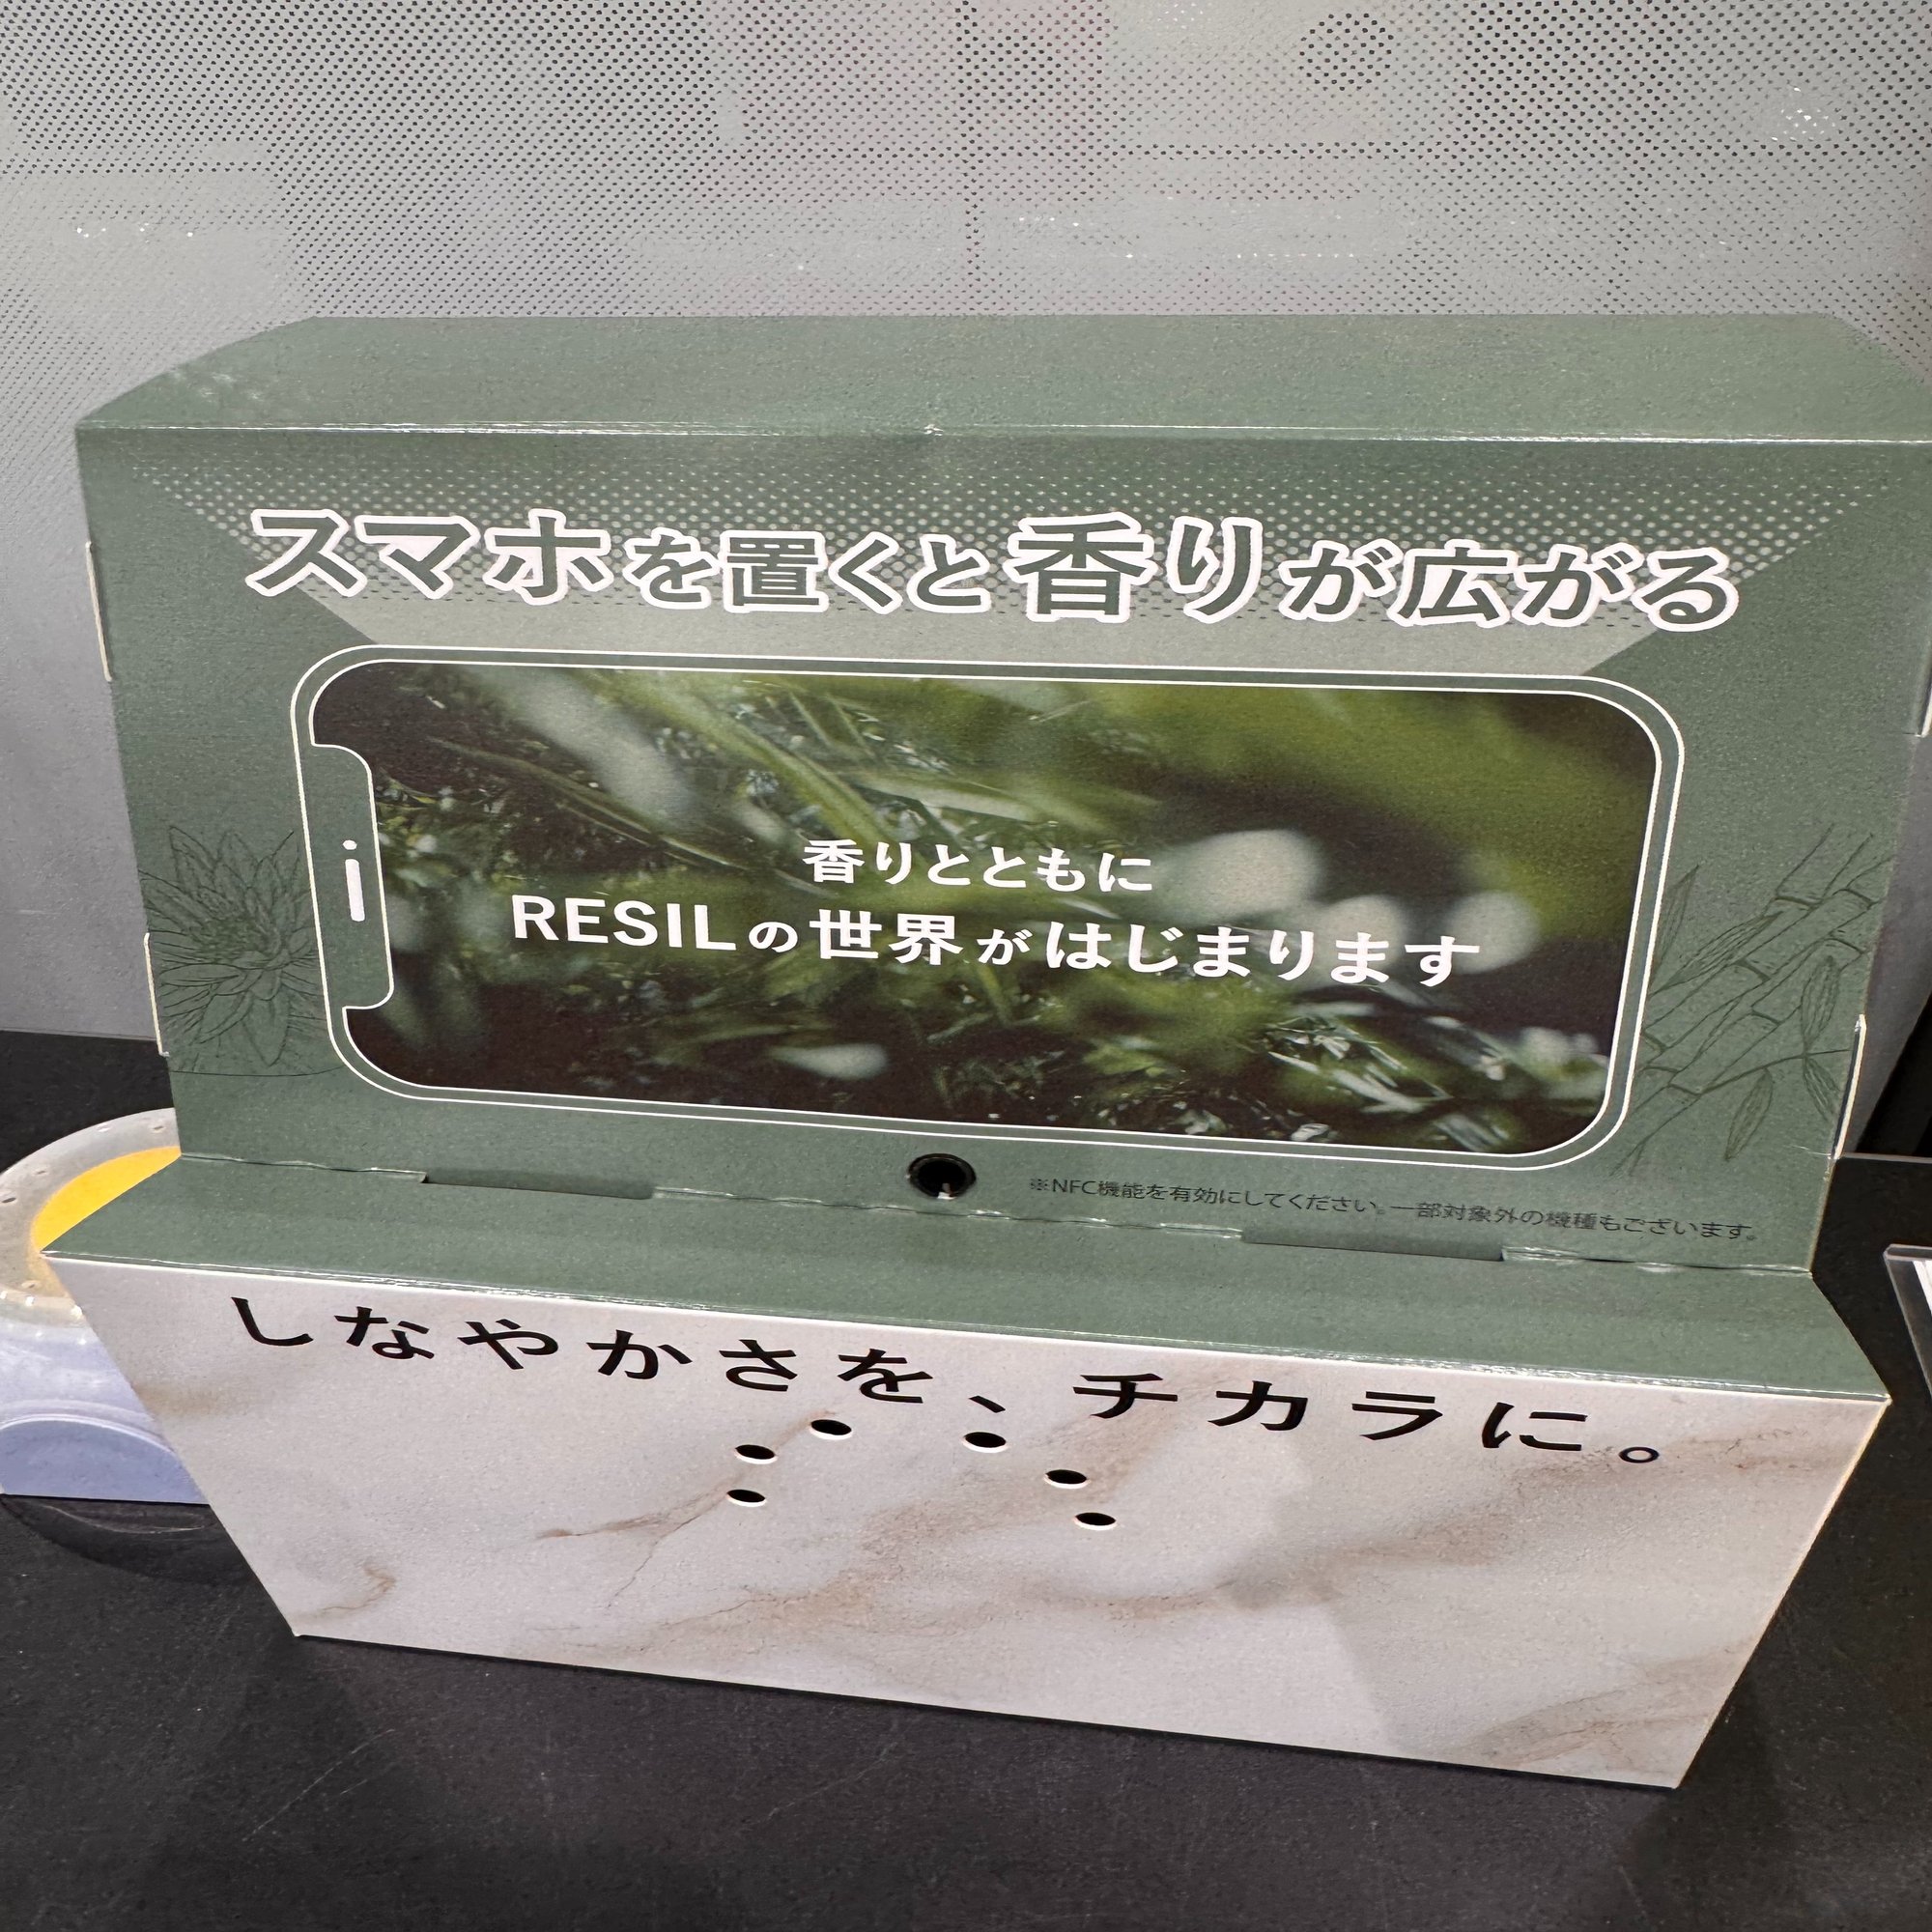 スマホを置くと香りが広がる
香りとともに
RESILの世界がはじまります
※NFC機能を有効にしてください。一部対象外の機種もございます。
しなやかさを、チカラに。